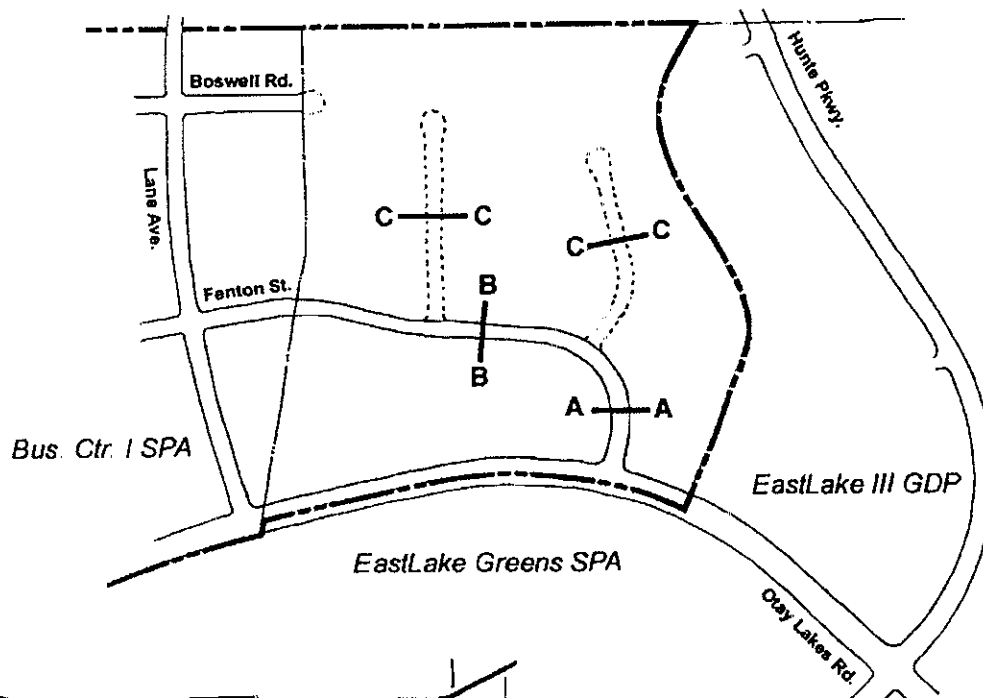 Hunte Pkwy.
Boswell Rd.
Lane Ave.
C C
C C
Fenton St.
B
B
A A
Bus. Ctr. I SPA
EastLake III GDP
EastLake Greens SPA
Otay Lakes Rd.